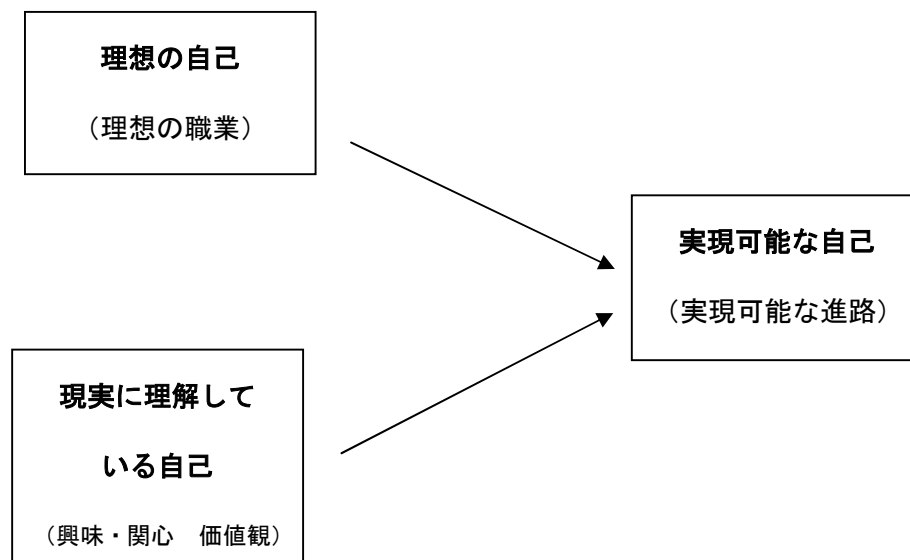 理想の自己
（理想の職業）
実現可能な自己
（実現可能な進路）
現実に理解して
いる自己
（興味・関心　価値観）